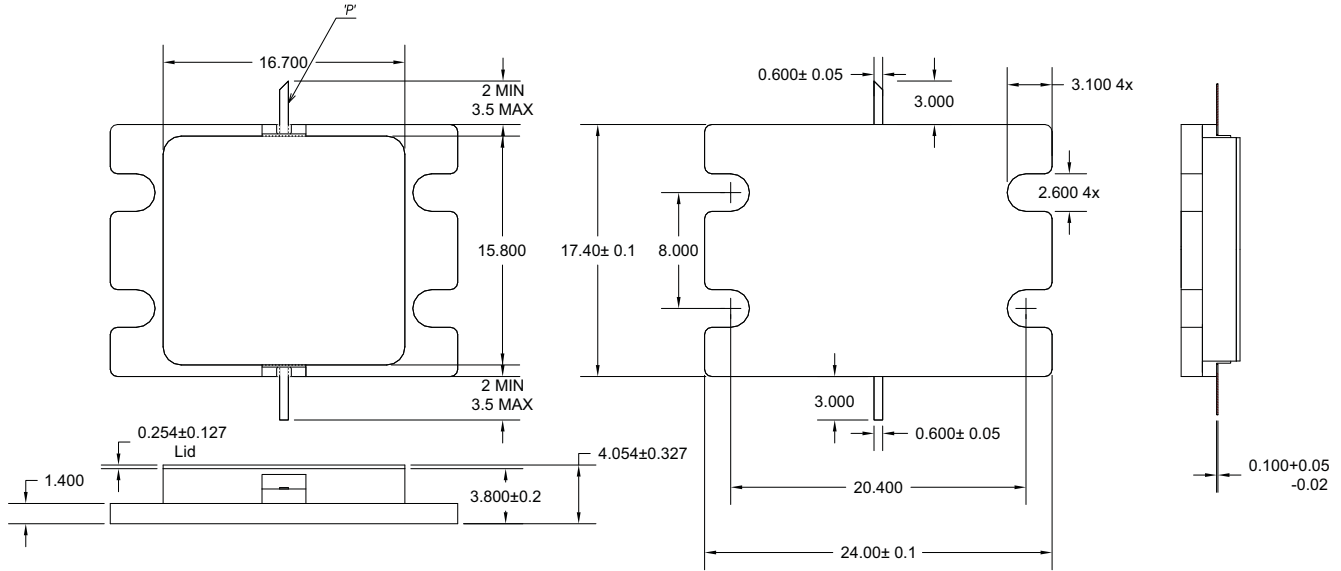 'P'
16.700
2 MIN
3.5 MAX
0.600± 0.05
3.000
3.100 4x
2.600 4x
15.800
17.40± 0.1
8.000
2 MIN
3.5 MAX
3.000
0.600± 0.05
0.254±0.127
Lid
4.054±0.327
1.400
3.800±0.2
20.400
0.100+0.05
-0.02
24.00± 0.1